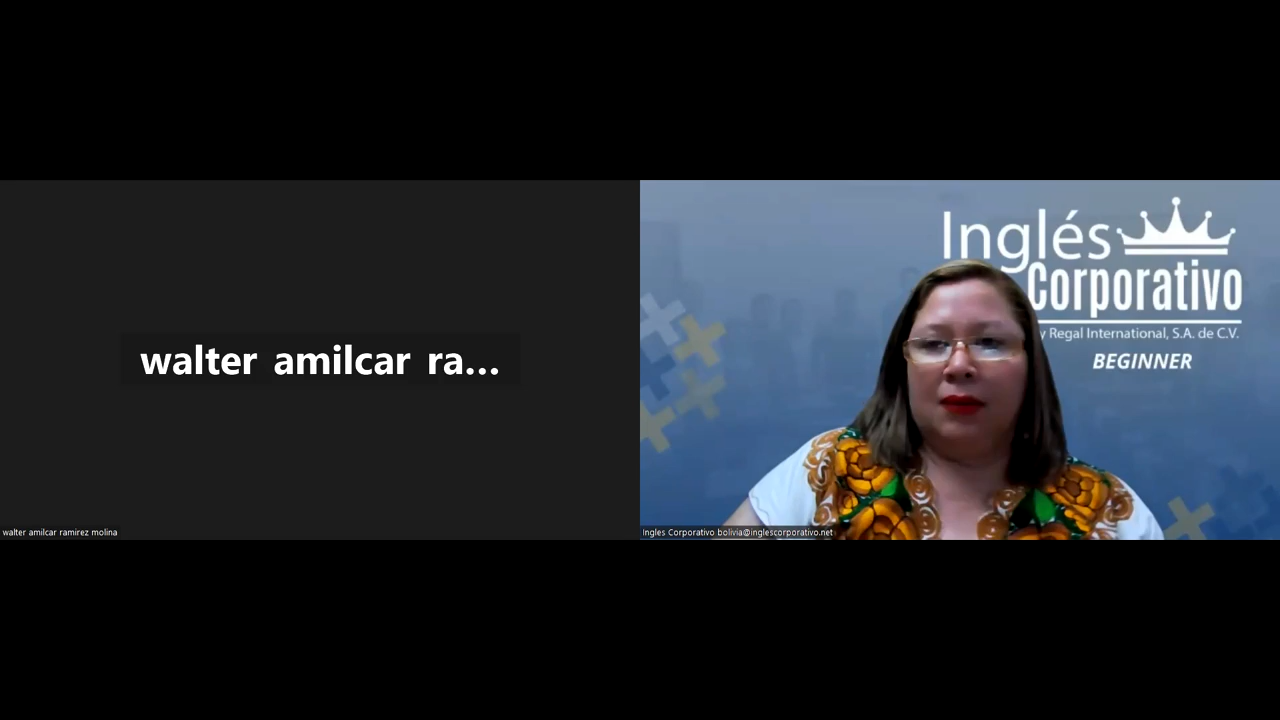 walter amilcar ra...
walter amilcar ramirez molina
Inglés
Corporativo
y Regal International, S.A. de C.V.
BEGINNER
Ingles Corporativo bolivia@inglescorporativo.net